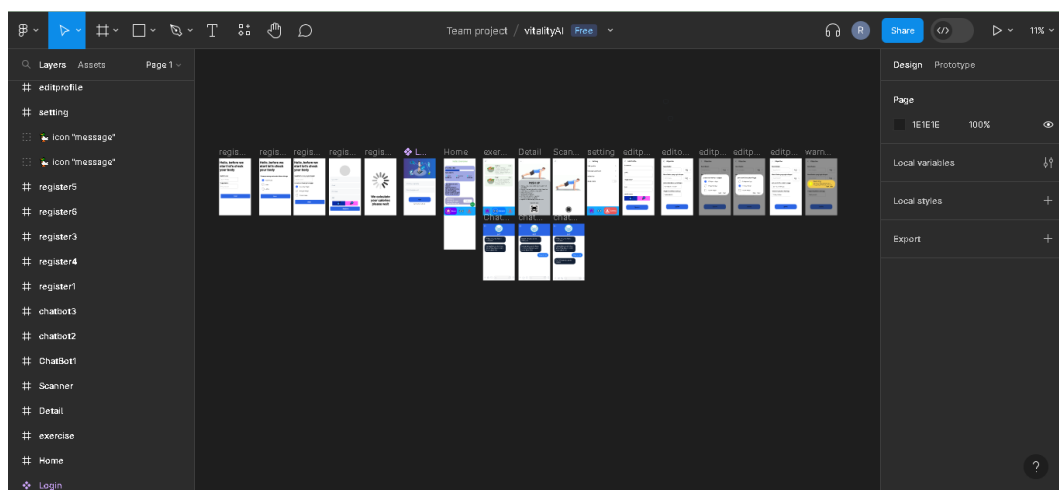 Team project / vitalityAI Free
R
Share
11%
Layers Assets Page 1
editprofile
setting
icon "message"
icon "message"
register5
register6
register3
register4
register1
chatbot3
chatbot2
ChatBot1
Scanner
Detail
exercise
Home
Login
regis... regis... regis... regis... regis... L... Home exer... Detail Scan... setting editp... edito... editp... editp... editp... warn...
Chat... chat... chat...
Hello, before we
Design Prototype
Page
1E1E1E 100%
Local variables
Local styles
Export
?